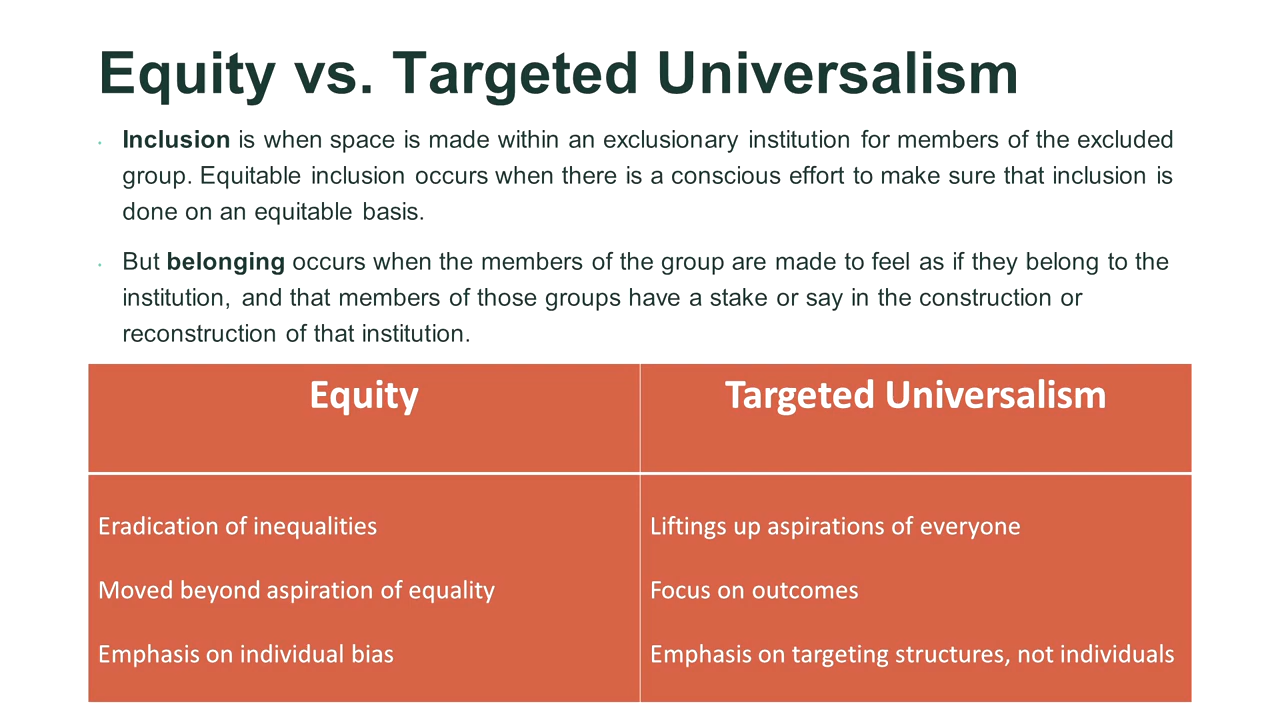 Equity vs. Targeted Universalism
Inclusion is when space is made within an exclusionary institution for members of the excluded
group. Equitable inclusion occurs when there is a conscious effort to make sure that inclusion is
done on an equitable basis.
But belonging occurs when the members of the group are made to feel as if they belong to the
institution, and that members of those groups have a stake or say in the construction or
reconstruction of that institution.
Equity
Targeted Universalism
Eradication of inequalities
Moved beyond aspiration of equality
Emphasis on individual bias
Liftings up aspirations of everyone
Focus on outcomes
Emphasis on targeting structures, not individuals